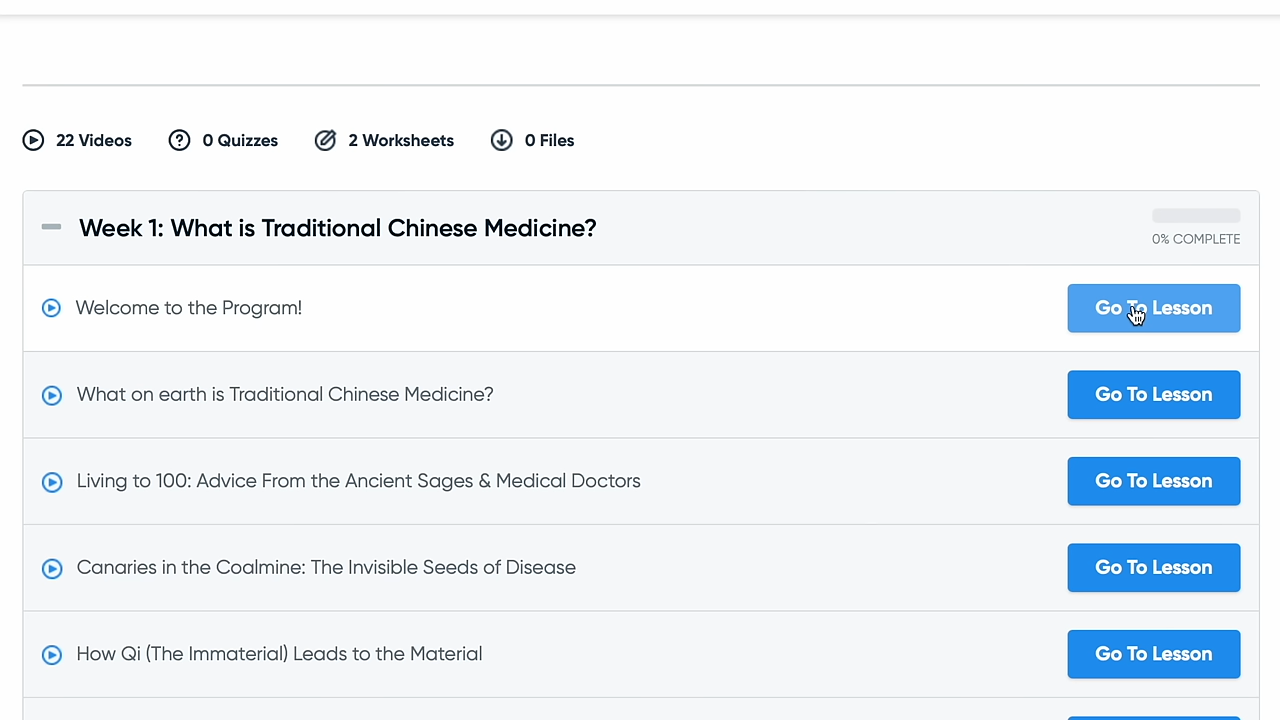 22 Videos 0 Quizzes 2 Worksheets 0 Files
Week 1: What is Traditional Chinese Medicine?
0% COMPLETE
Welcome to the Program! Go To Lesson
What on earth is Traditional Chinese Medicine? Go To Lesson
Living to 100: Advice From the Ancient Sages & Medical Doctors Go To Lesson
Canaries in the Coalmine: The Invisible Seeds of Disease Go To Lesson
How Qi (The Immaterial) Leads to the Material Go To Lesson